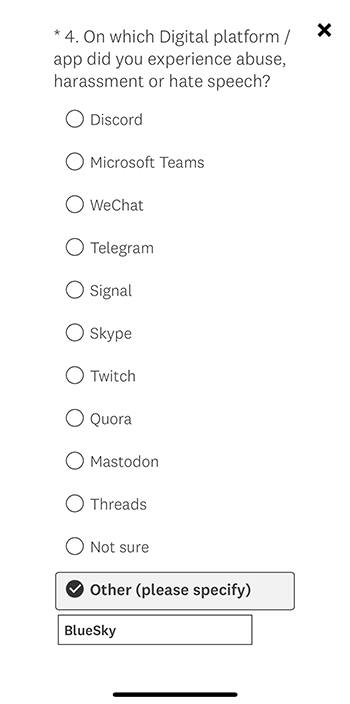 * 4. On which Digital platform /
app did you experience abuse,
harassment or hate speech?
Discord
Microsoft Teams
WeChat
Telegram
Signal
Skype
Twitch
Quora
Mastodon
Threads
Not sure
Other (please specify)
BlueSky